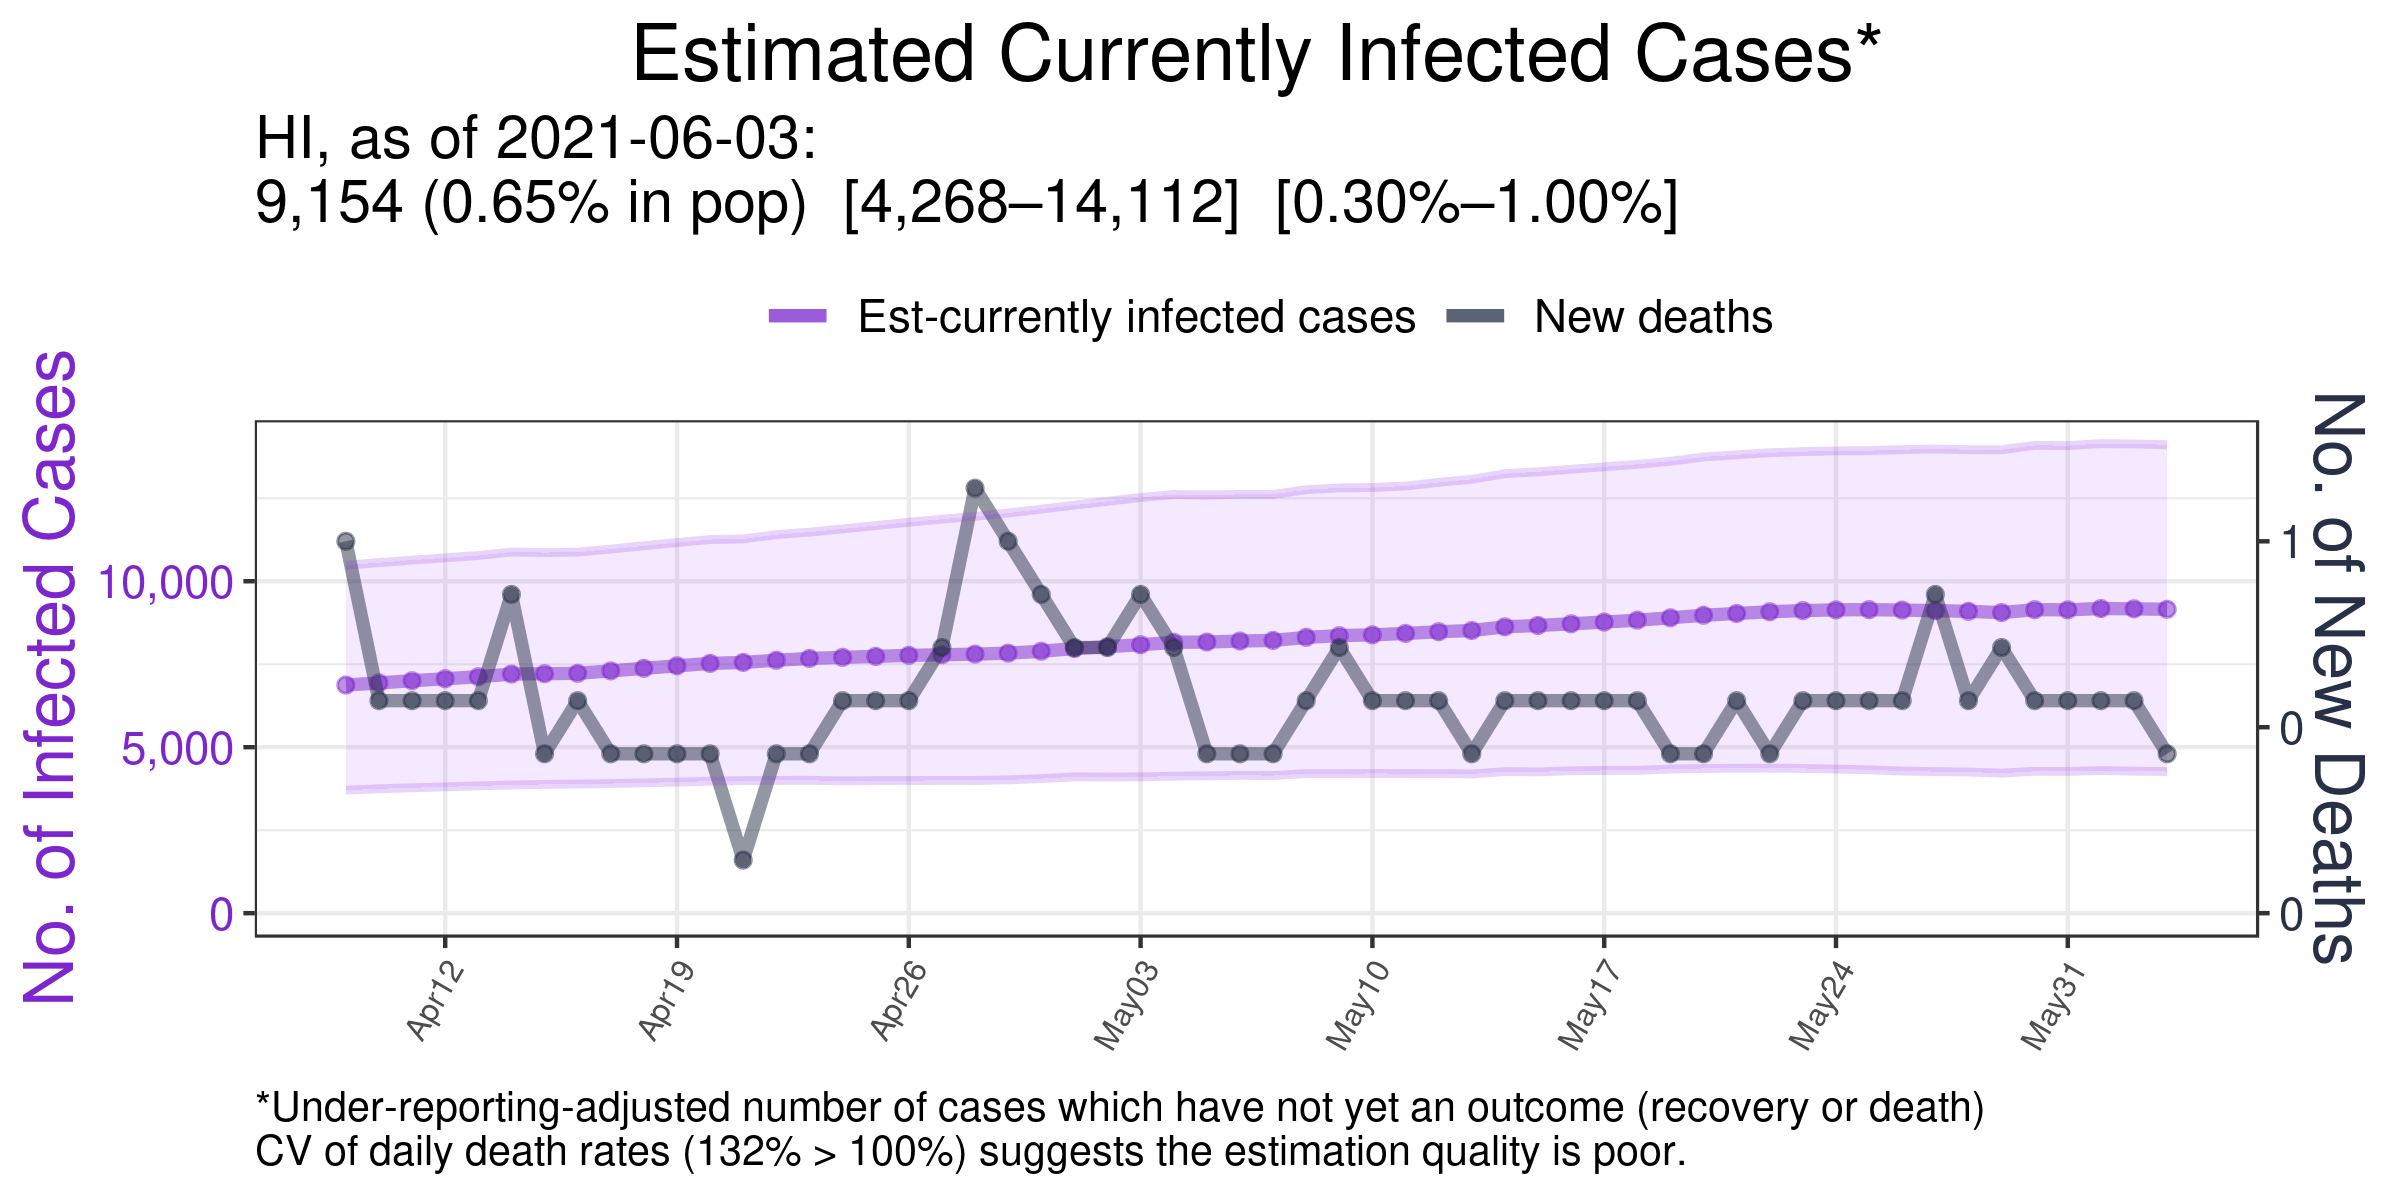 Estimated Currently Infected Cases*
HI, as of 2021-06-03:
9,154 (0.65% in pop)  [4,268–14,112]  [0.30%–1.00%]
Est-currently infected cases
New deaths
No. of Infected Cases
10,000
5,000
0
1
0
0
No. of New Deaths
Apr12
Apr19
Apr26
May03
May10
May17
May24
May31
*Under-reporting-adjusted number of cases which have not yet an outcome (recovery or death)
CV of daily death rates (132% > 100%) suggests the estimation quality is poor.